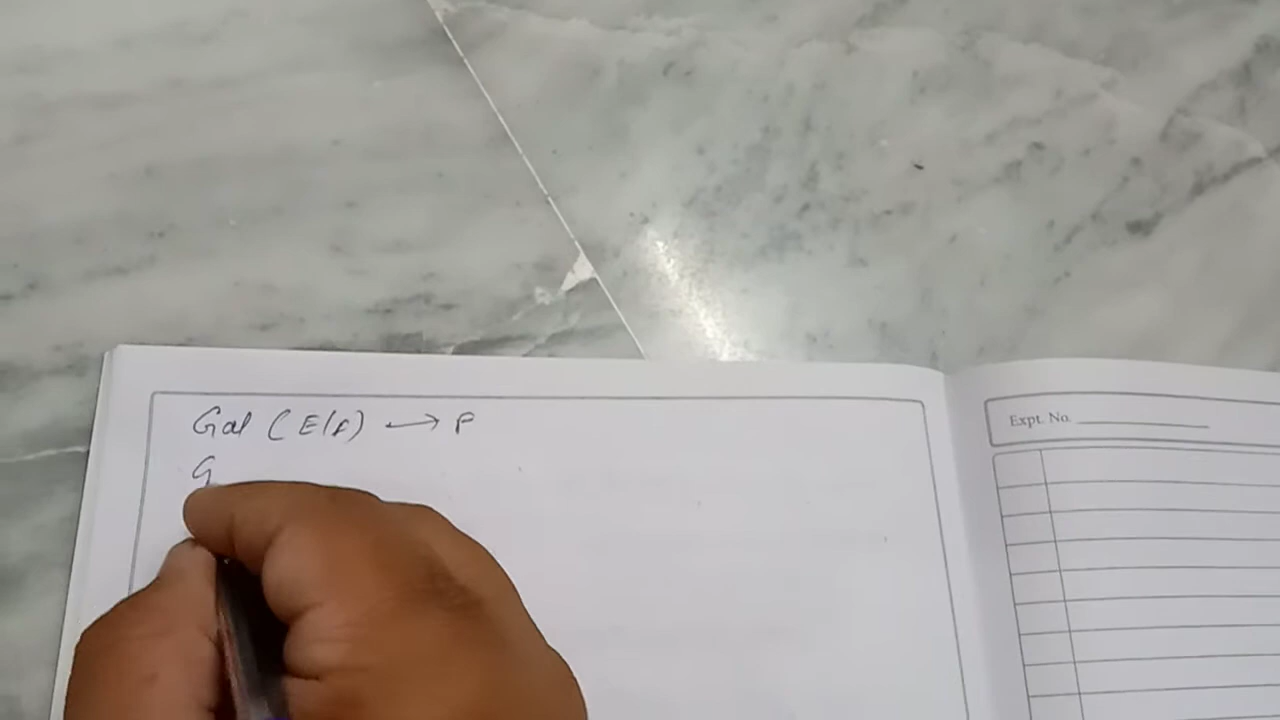 Gal (E/F) ⟶ F
G
Expt. No.